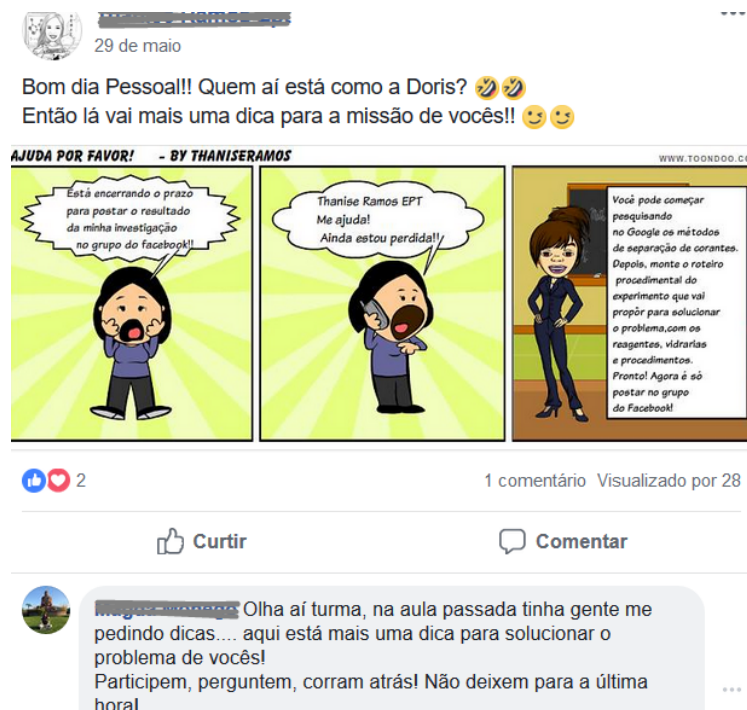 29 de maio
Bom dia Pessoal!! Quem aí está como a Doris? 🤣🤣
Então lá vai mais uma dica para a missão de vocês!! 😉😉
AJUDA POR FAVOR! - BY THANISERAMOS
WWW.TOONDOO.CO
Está encerrando o prazo
para postar o resultado
da minha investigação
no grupo do facebook!!
Thanise Ramos EPT
Me ajuda!
Ainda estou perdida!!
Você pode começar
pesquisando
no Google os métodos
de separação de corantes.
Depois, monte o roteiro
procedimental do
experimento que vai
propôr para solucionar
o problema,com os
reagentes, vidrarias
e procedimentos.
Pronto! Agora é só
postar no grupo
do Facebook!
2
1 comentário Visualizado por 28
Curtir
Comentar
Olha aí turma, na aula passada tinha gente me
pedindo dicas.... aqui está mais uma dica para solucionar o
problema de vocês!
Participem, perguntem, corram atrás! Não deixem para a última
hora!